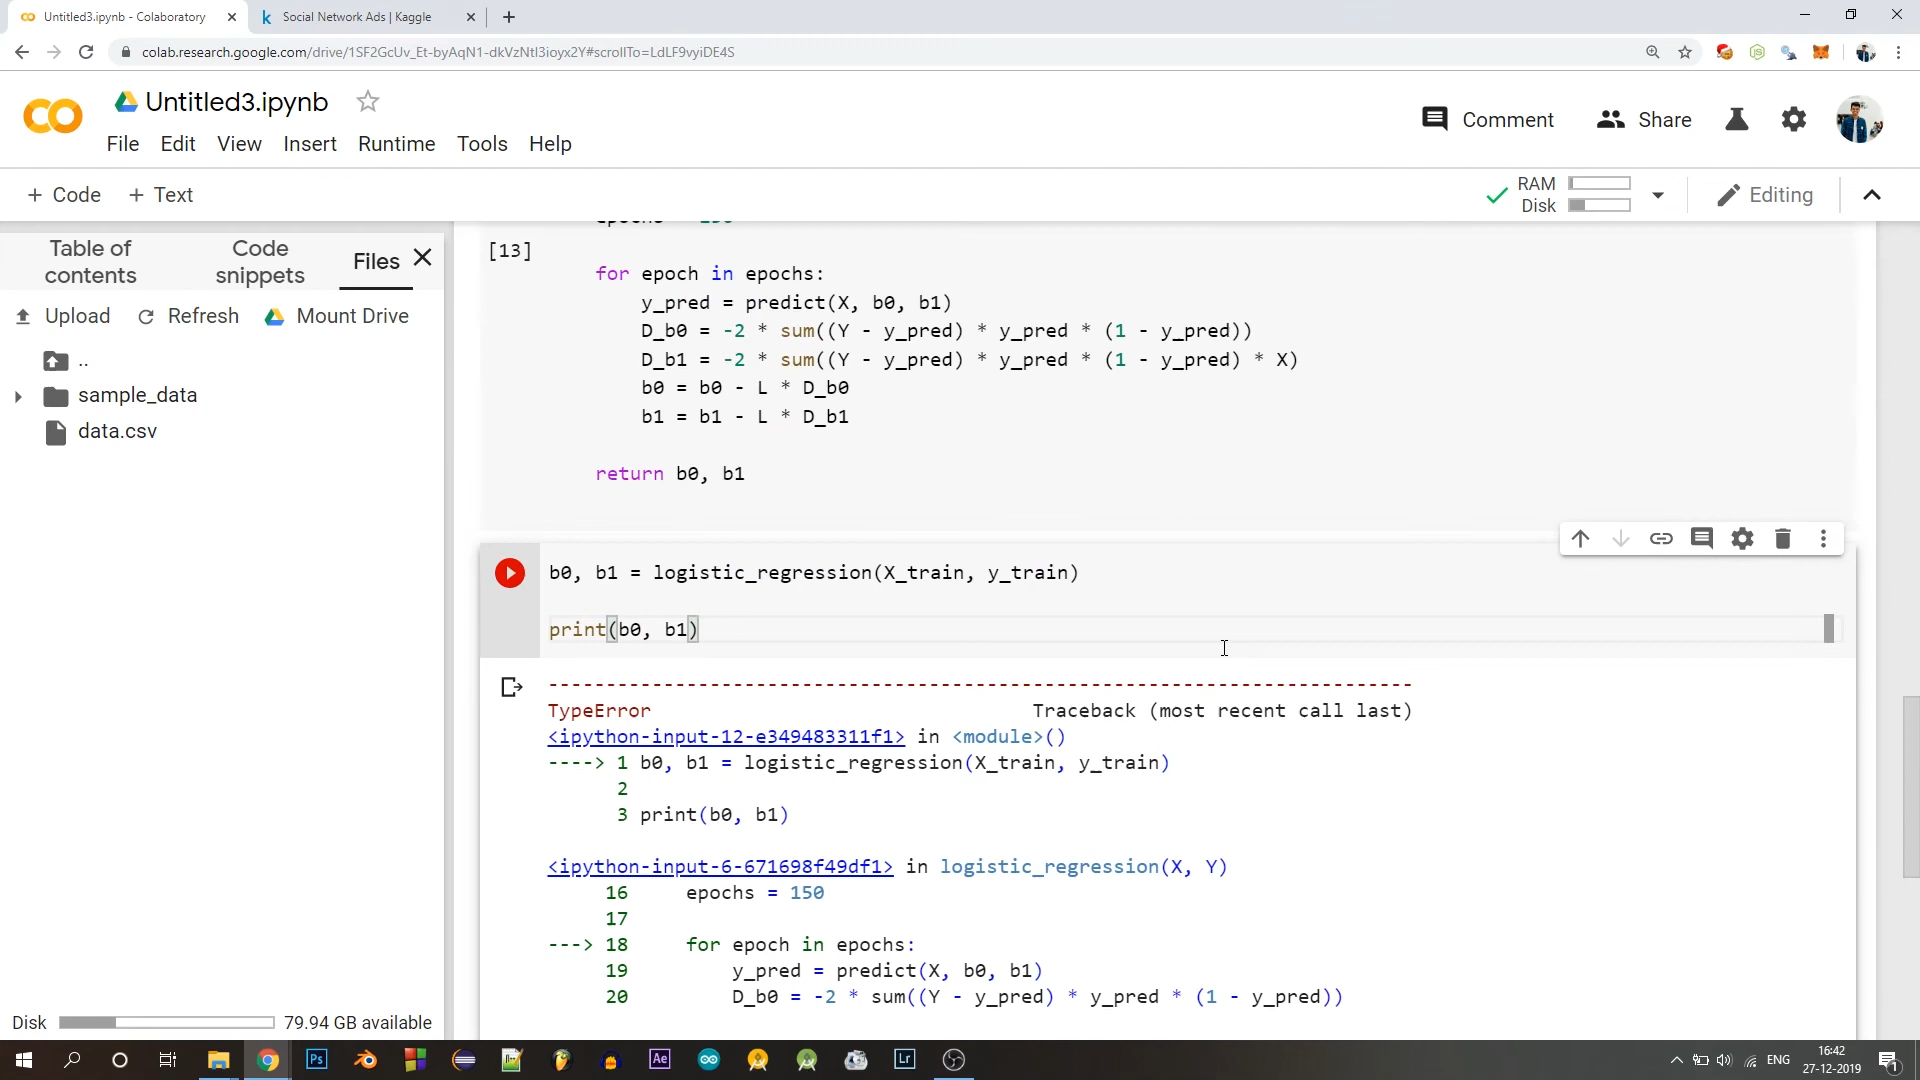 Untitled3.ipynb - Colaboratory
Social Network Ads | Kaggle
colab.research.google.com/drive/1SF2GcUv_Et-byAqN1-dkVzNtI3ioyx2Y#scrollTo=LdLF9vyiDE4S
Untitled3.ipynb
File Edit View Insert Runtime Tools Help
Comment
Share
+ Code + Text
RAM
Disk
Editing
Table of contents
Code snippets
Files
Upload Refresh Mount Drive
..
sample_data
data.csv
Disk 79.94 GB available
[13]
for epoch in epochs:
y_pred = predict(X, b0, b1)
D_b0 = -2 * sum((Y - y_pred) * y_pred * (1 - y_pred))
D_b1 = -2 * sum((Y - y_pred) * y_pred * (1 - y_pred) * X)
b0 = b0 - L * D_b0
b1 = b1 - L * D_b1
return b0, b1
b0, b1 = logistic_regression(X_train, y_train)
print(b0, b1)
---------------------------------------------------------------------------
TypeError Traceback (most recent call last)
<ipython-input-12-e349483311f1> in <module>()
----> 1 b0, b1 = logistic_regression(X_train, y_train)
2
3 print(b0, b1)
<ipython-input-6-671698f49df1> in logistic_regression(X, Y)
16 epochs = 150
17
---> 18 for epoch in epochs:
19 y_pred = predict(X, b0, b1)
20 D_b0 = -2 * sum((Y - y_pred) * y_pred * (1 - y_pred))
Ps
Ae
Lr
ENG
16:42
27-12-2019
1